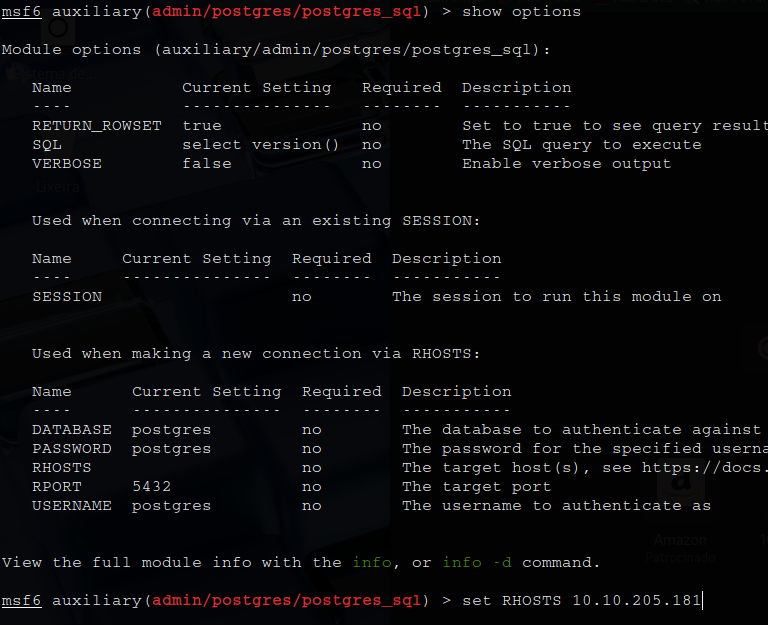 msf6 auxiliary(admin/postgres/postgres_sql) > show options
Module options (auxiliary/admin/postgres/postgres_sql):
Name Current Setting Required Description
---- --------------- -------- -----------
RETURN_ROWSET true no Set to true to see query result
SQL select version() no The SQL query to execute
VERBOSE false no Enable verbose output
Lixeira
Used when connecting via an existing SESSION:
Name Current Setting Required Description
---- --------------- -------- -----------
SESSION no The session to run this module on
Used when making a new connection via RHOSTS:
Name Current Setting Required Description
---- --------------- -------- -----------
DATABASE postgres no The database to authenticate against
PASSWORD postgres no The password for the specified userna
RHOSTS no The target host(s), see https://docs.
RPORT 5432 no The target port
USERNAME postgres no The username to authenticate as
Amazon
View the full module info with the info, or info -d command.
msf6 auxiliary(admin/postgres/postgres_sql) > set RHOSTS 10.10.205.181